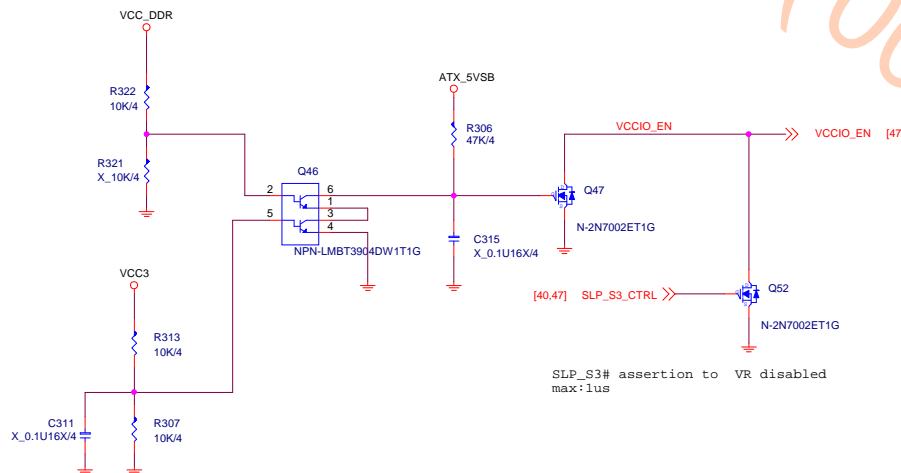 VCC_DDR
R322
10K/4
R321
X_10K/4
ATX_5VSB
R306
47K/4
Q46
2
5
6
1
3
4
NPN-LMBT3904DW1T1G
C315
X_0.1U16X/4
VCCIO_EN
VCCIO_EN [47
Q47
N-2N7002ET1G
[40,47] SLP_S3_CTRL
Q52
N-2N7002ET1G
SLP_S3# assertion to VR disabled
max:1us
VCC3
R313
10K/4
C311
X_0.1U16X/4
R307
10K/4